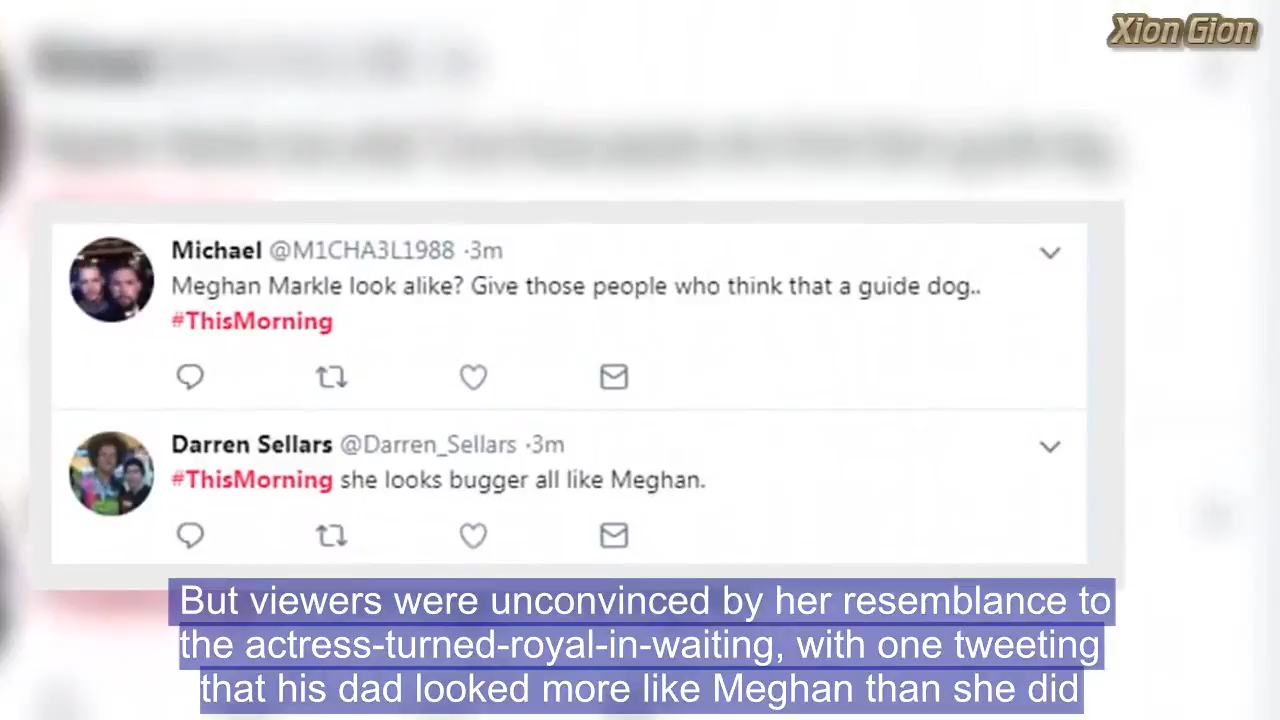 Xion Gion
Michael @M1CHA3L1988 ·3m
Meghan Markle look alike? Give those people who think that a guide dog..
#ThisMorning
Darren Sellars @Darren_Sellars ·3m
#ThisMorning she looks bugger all like Meghan.
But viewers were unconvinced by her resemblance to
the actress-turned-royal-in-waiting, with one tweeting
that his dad looked more like Meghan than she did